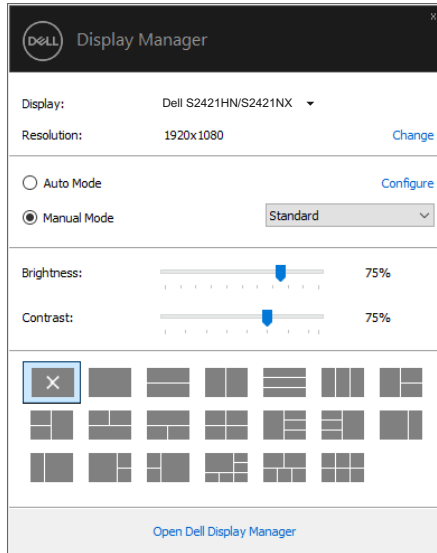 x
DELL Display Manager
Display: Dell S2421HN/S2421NX
Resolution: 1920x1080 Change
Auto Mode Configure
Manual Mode Standard
Brightness: 75%
Contrast: 75%
Open Dell Display Manager